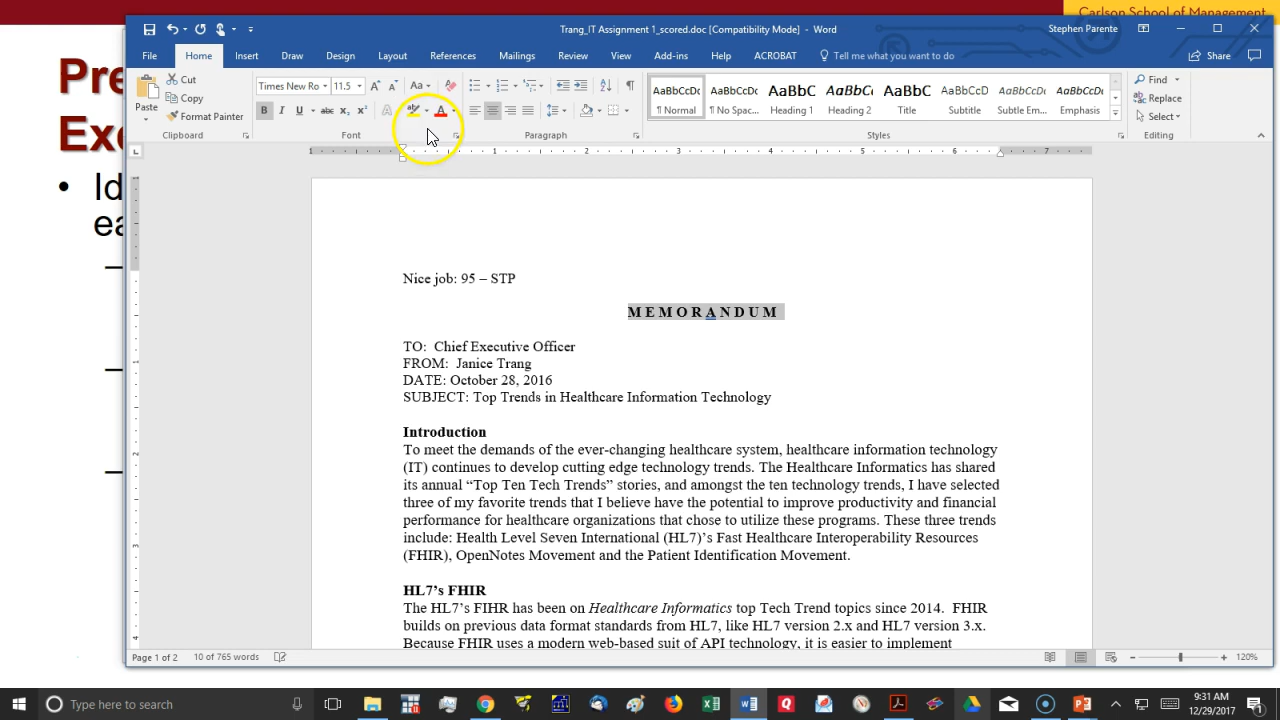 Carlson School of Management
Trang_IT Assignment 1_scored.doc [Compatibility Mode] - Word
Stephen Parente
File Home Insert Draw Design Layout References Mailings Review View Add-ins Help ACROBAT Tell me what you want to do Share
Cut
Copy
Format Painter
Paste
Clipboard
Times New Ro 11.5
Font
Paragraph
AaBbCcDc AaBbCcDc AaBbC AaBbCc AaBbC AaBbCcDc AaBbCcDc AaBbCcDc
¶ Normal ¶ No Spac... Heading 1 Heading 2 Title Subtitle Subtle Em... Emphasis
Styles
Find
Replace
Select
Editing
1 1 2 3 4 5 6 7
Pre
Exe
• Id
ea
–
–
–
Nice job: 95 – STP
M E M O R A N D U M
TO: Chief Executive Officer
FROM: Janice Trang
DATE: October 28, 2016
SUBJECT: Top Trends in Healthcare Information Technology
Introduction
To meet the demands of the ever-changing healthcare system, healthcare information technology
(IT) continues to develop cutting edge technology trends. The Healthcare Informatics has shared
its annual “Top Ten Tech Trends” stories, and amongst the ten technology trends, I have selected
three of my favorite trends that I believe have the potential to improve productivity and financial
performance for healthcare organizations that chose to utilize these programs. These three trends
include: Health Level Seven International (HL7)’s Fast Healthcare Interoperability Resources
(FHIR), OpenNotes Movement and the Patient Identification Movement.
HL7’s FHIR
The HL7’s FIHR has been on Healthcare Informatics top Tech Trend topics since 2014. FHIR
builds on previous data format standards from HL7, like HL7 version 2.x and HL7 version 3.x.
Because FHIR uses a modern web-based suit of API technology, it is easier to implement
Page 1 of 2 10 of 765 words 120%
Type here to search
9:31 AM
12/29/2017